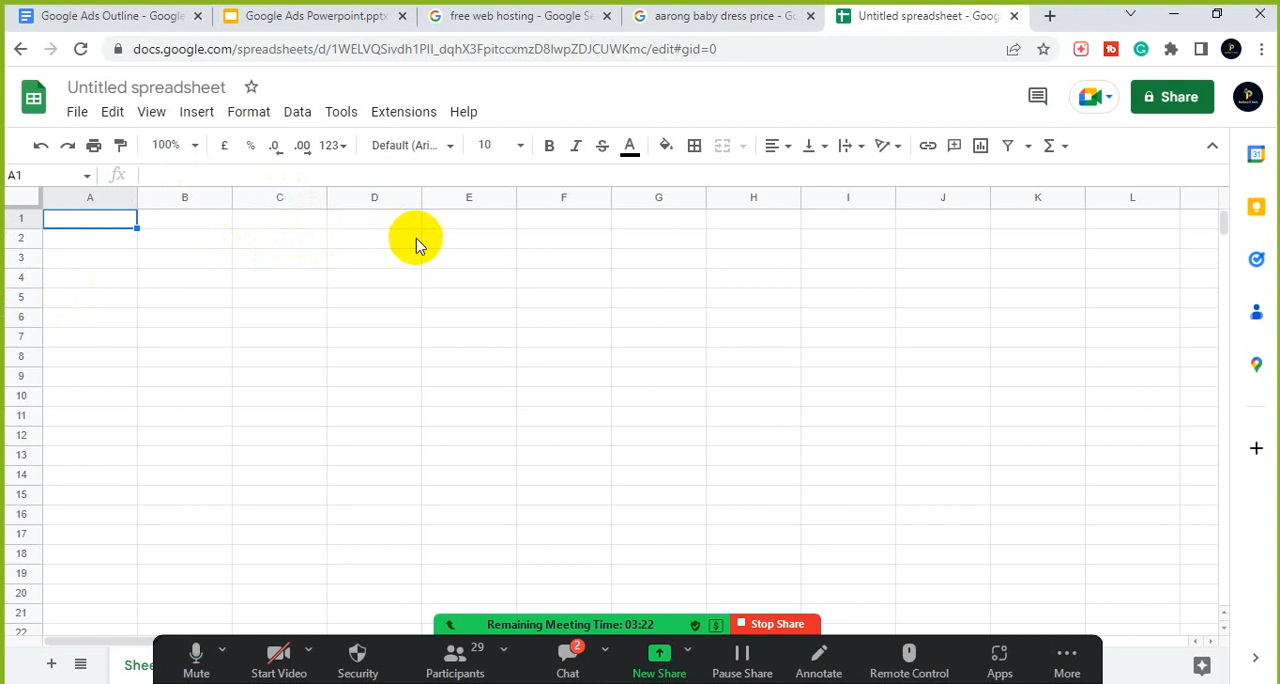 Google Ads Outline - Google
Google Ads Powerpoint.pptx
free web hosting - Google Se
aarong baby dress price - Go
Untitled spreadsheet - Goog
docs.google.com/spreadsheets/d/1WELVQSivdh1PII_dqhX3FpitccxmzD8lwpZDJCUWKmc/edit#gid=0
Untitled spreadsheet
Share
File Edit View Insert Format Data Tools Extensions Help
100% £ % .0 .00 123 Default (Ari... 10 B I S A Σ
A1 fx
A B C D E F G H I J K L
1
2
3
4
5
6
7
8
9
10
11
12
13
14
15
16
17
18
19
20
21
22
Remaining Meeting Time: 03:22 Stop Share
29 2
Shee
Mute Start Video Security Participants Chat New Share Pause Share Annotate Remote Control Apps More